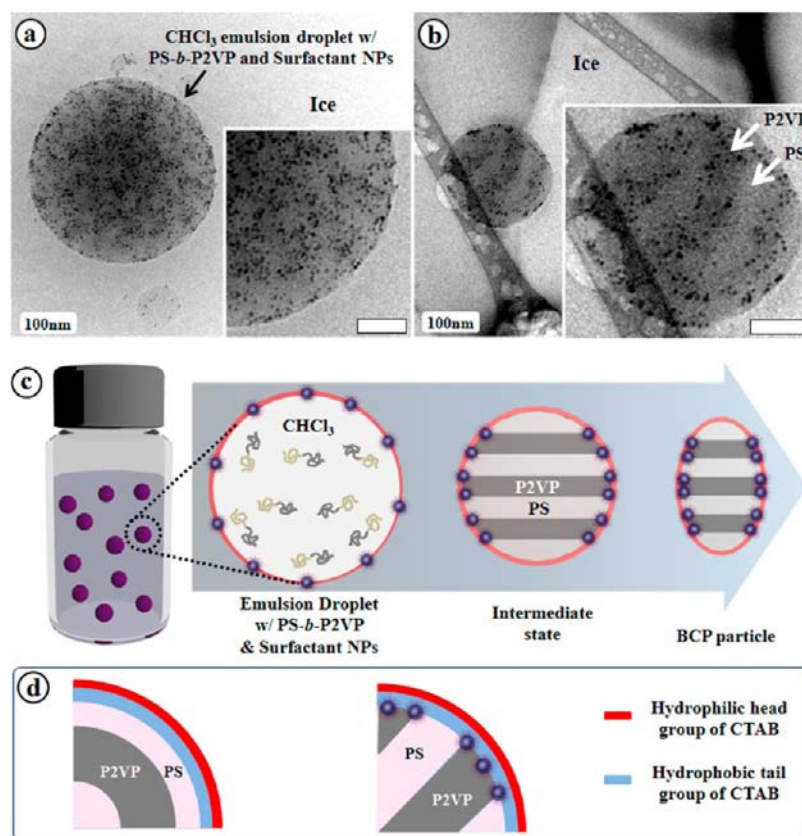 a
CHCl3 emulsion droplet w/
PS-b-P2VP and Surfactant NPs
Ice
100nm
b
Ice
P2VP
PS
100nm
c
CHCl3
Emulsion Droplet
w/ PS-b-P2VP
& Surfactant NPs
P2VP
PS
Intermediate
state
BCP particle
d
P2VP
PS
PS
P2VP
Hydrophilic head
group of CTAB
Hydrophobic tail
group of CTAB